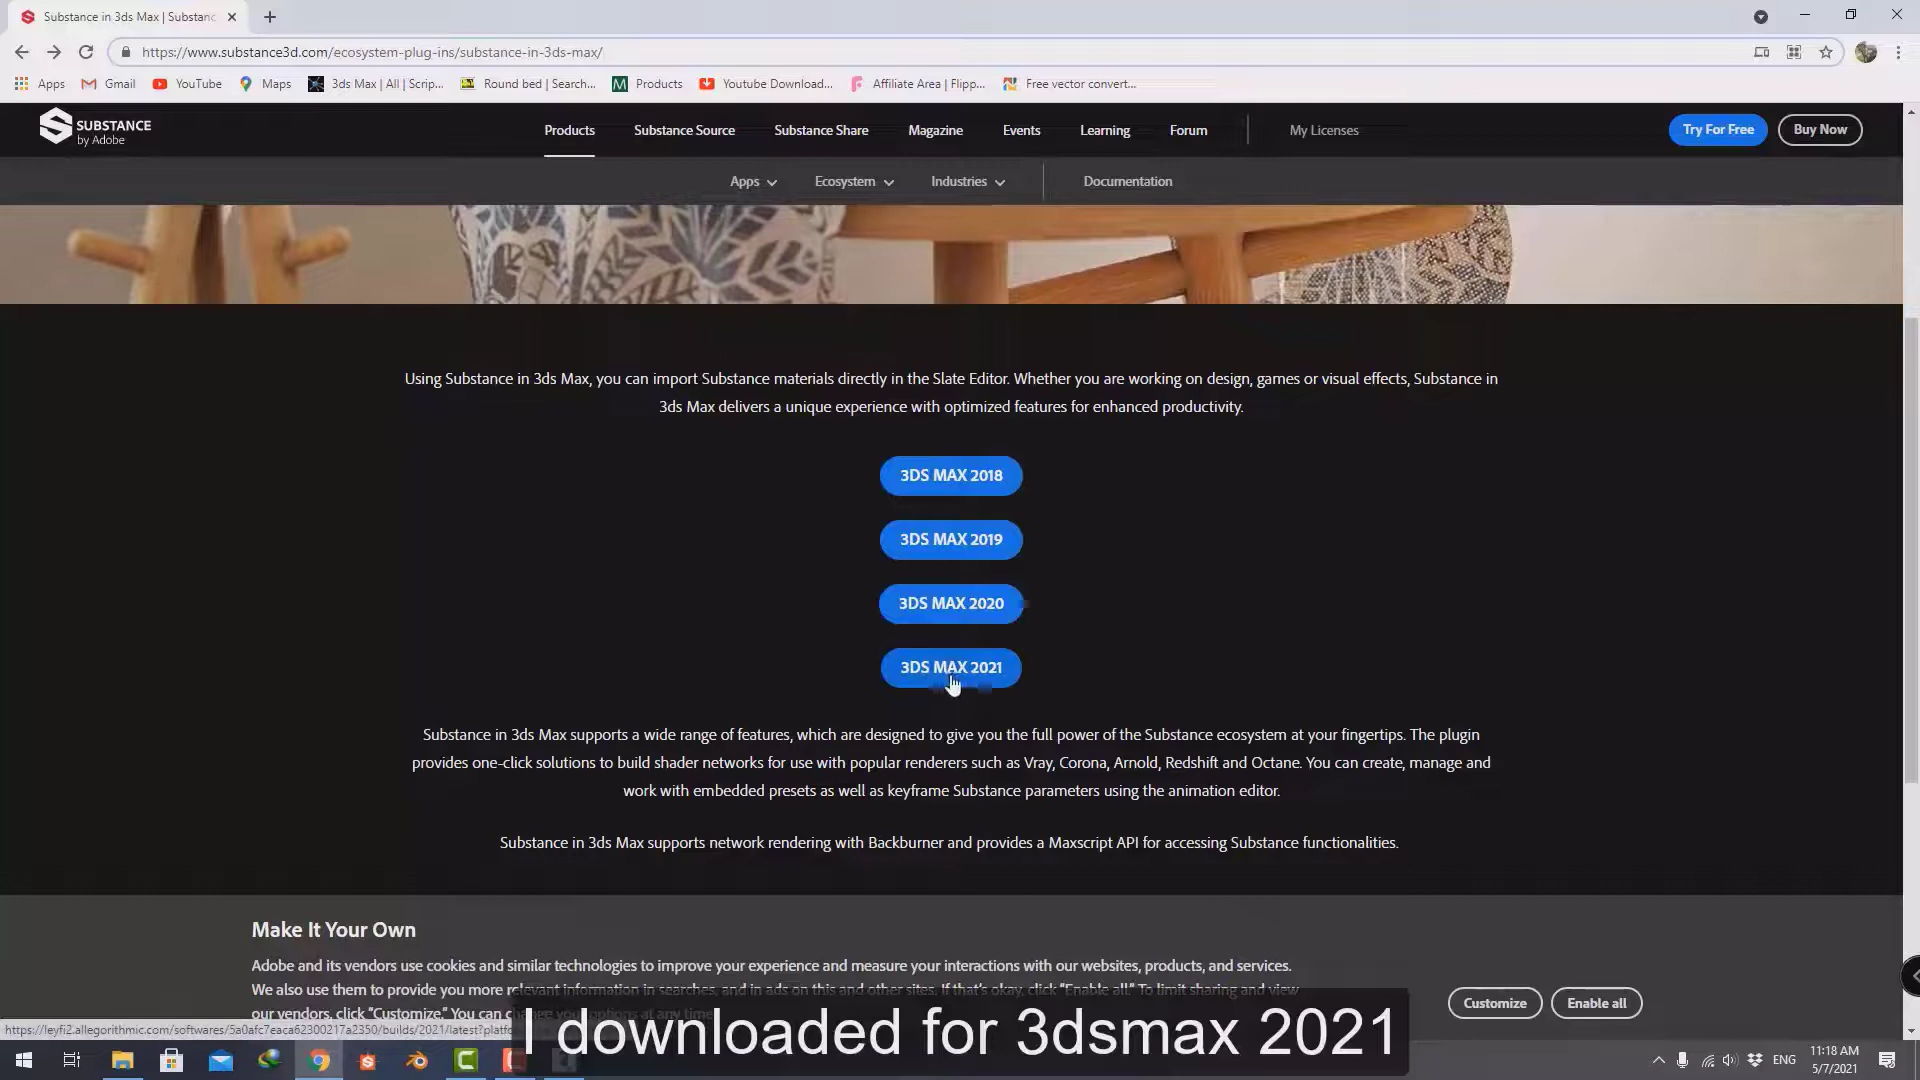 Substance in 3ds Max | Substanc
https://www.substance3d.com/ecosystem-plug-ins/substance-in-3ds-max/
Apps Gmail YouTube Maps 3ds Max | All | Scrip... Round bed | Search... Products Youtube Download... Affiliate Area | Flipp... Free vector convert...
SUBSTANCE
by Adobe
Products Substance Source Substance Share Magazine Events Learning Forum My Licenses Try For Free Buy Now
Apps Ecosystem Industries Documentation
Using Substance in 3ds Max, you can import Substance materials directly in the Slate Editor. Whether you are working on design, games or visual effects, Substance in
3ds Max delivers a unique experience with optimized features for enhanced productivity.
3DS MAX 2018
3DS MAX 2019
3DS MAX 2020
3DS MAX 2021
Substance in 3ds Max supports a wide range of features, which are designed to give you the full power of the Substance ecosystem at your fingertips. The plugin
provides one-click solutions to build shader networks for use with popular renderers such as Vray, Corona, Arnold, Redshift and Octane. You can create, manage and
work with embedded presets as well as keyframe Substance parameters using the animation editor.
Substance in 3ds Max supports network rendering with Backburner and provides a Maxscript API for accessing Substance functionalities.
Make It Your Own
Adobe and its vendors use cookies and similar technologies to improve your experience and measure your interactions with our websites, products, and services.
We also use them to provide you more relevant information in searches, and in ads on this and other sites. If that's okay, click "Enable all." To limit sharing and view
our vendors, click "Customize." You can change your options at any time
Customize Enable all
https://leyfi2.allegorithmic.com/softwares/5a0afc7eaca62300217a2350/builds/2021/latest?platfo
I downloaded for 3dsmax 2021
ENG
11:18 AM
5/7/2021